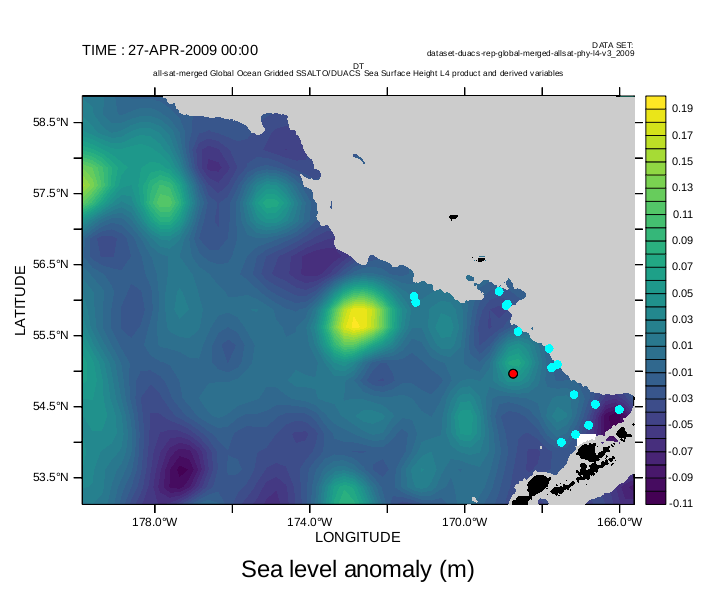 TIME : 27-APR-2009 00:00
DATA SET:
dataset-duacs-rep-global-merged-allsat-phy-l4-v3_2009
DT
all-sat-merged Global Ocean Gridded SSALTO/DUACS Sea Surface Height L4 product and derived variables
58.5°N
57.5°N
56.5°N
55.5°N
54.5°N
53.5°N
LATITUDE
178.0°W
174.0°W
170.0°W
166.0°W
LONGITUDE
0.19
0.17
0.15
0.13
0.11
0.09
0.07
0.05
0.03
0.01
-0.01
-0.03
-0.05
-0.07
-0.09
-0.11
Sea level anomaly (m)